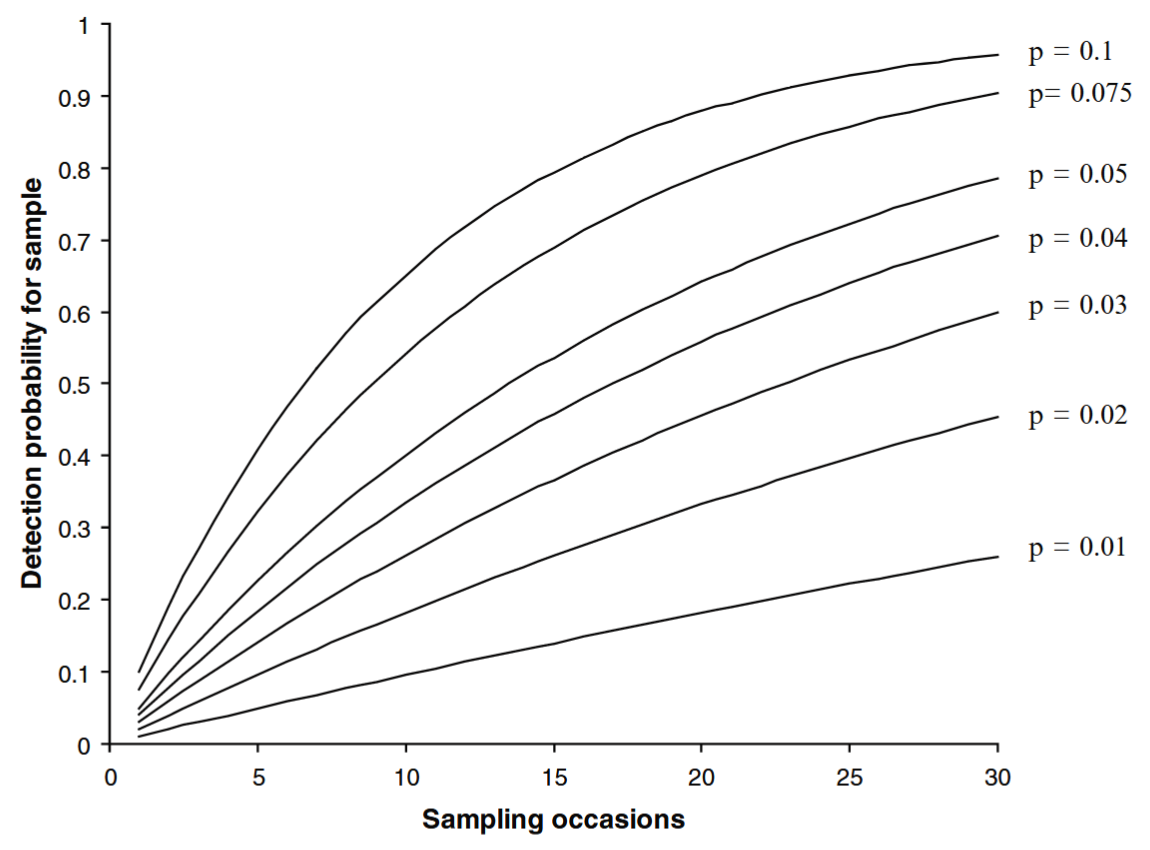 1
0.9
0.8
0.7
0.6
0.5
0.4
0.3
0.2
0.1
0
Detection probability for sample
0 5 10 15 20 25 30
Sampling occasions
p = 0.1
p= 0.075
p = 0.05
p = 0.04
p = 0.03
p = 0.02
p = 0.01